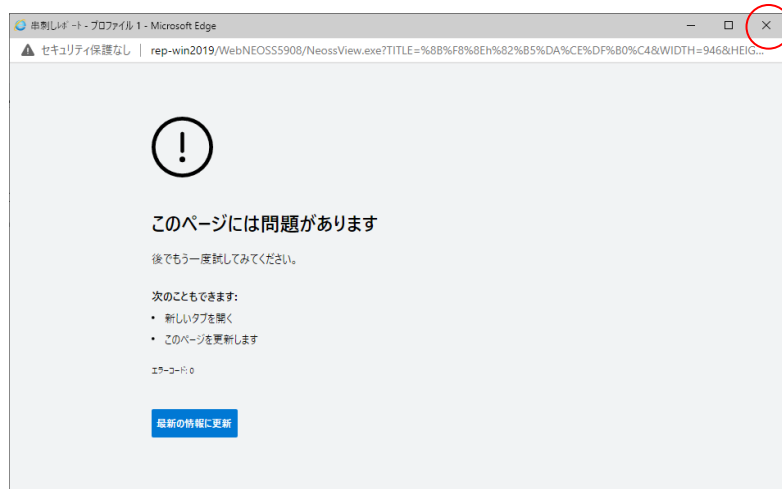 串刺しﾚﾎﾟｰﾄ - プロファイル 1 - Microsoft Edge
セキュリティ保護なし | rep-win2019/WebNEOSS5908/NeossView.exe?TITLE=%8B%F8%8Eh%82%B5%DA%CE%DF%B0%C4&WIDTH=946&HEIG...
このページには問題があります
後でもう一度試してみてください。
次のこともできます:
• 新しいタブを開く
• このページを更新します
エラーコード: 0
最新の情報に更新